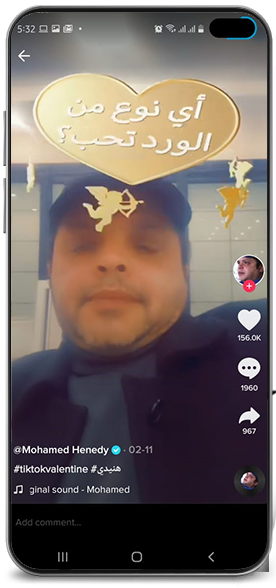 5:32
أي نوع من
الورد تحب؟
156.0K
1960
967
@Mohamed Henedy · 02-11
#tiktokvalentine #هنيدي
ginal sound - Mohamed
Add comment...